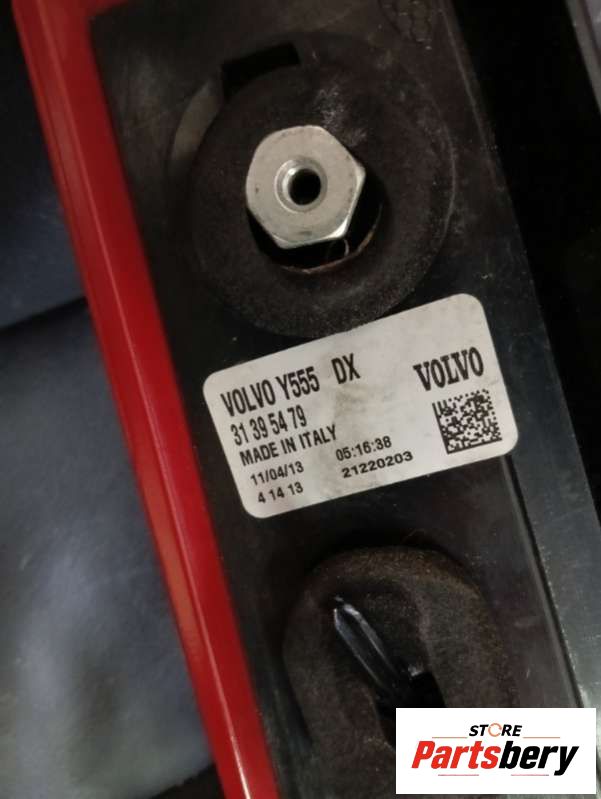 VOLVO Y555 DX
VOLVO
31 39 54 79
MADE IN ITALY
11/04/13 05:16:38
4 14 13 21220203
STORE
Partsbery